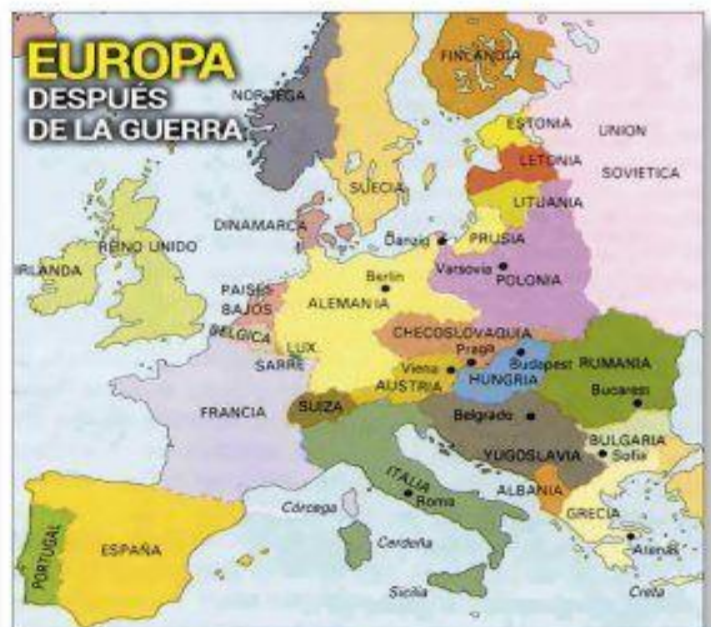 EUROPA
DESPUÉS
DE LA GUERRA
NORUEGA
FINLANDIA
ESTONIA
UNION
SOVIETICA
LETONIA
SUECIA
LITUANIA
DINAMARCA
Danzig
PRUSIA
REINO UNIDO
IRLANDA
Berlin
Varsovia
POLONIA
PAISES
BAJOS
ALEMANIA
BELGICA
LUX
SARRE
CHECOSLOVAQUIA
Praga
Viena
Budapest
RUMANIA
AUSTRIA
HUNGRIA
FRANCIA
SUIZA
Bucarest
Belgrado
BULGARIA
YUGOSLAVIA
Sofia
ITALIA
Roma
ALBANIA
Córcega
GRECIA
PORTUGAL
ESPAÑA
Cerdeña
Atenas
Sicilia
Creta